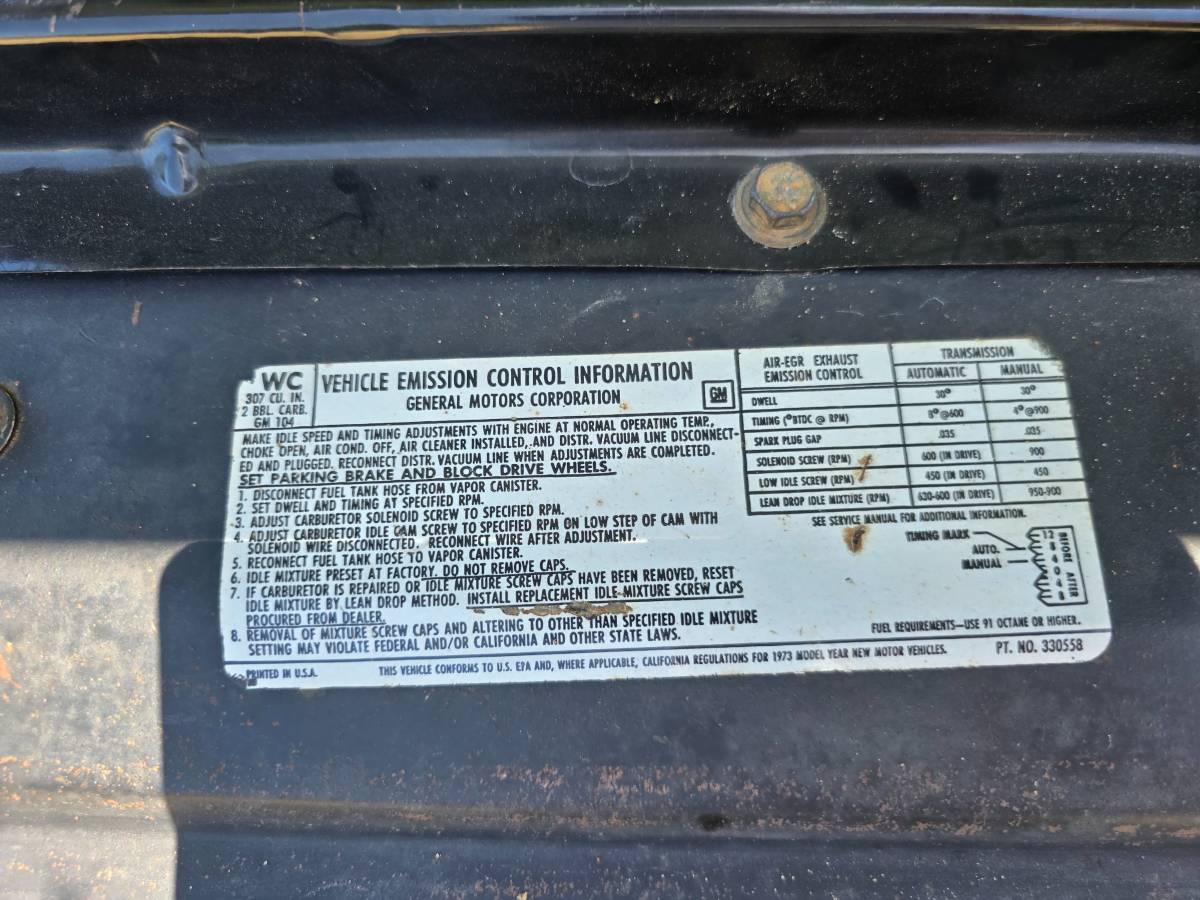 WC
307 CU. IN.
2 BBL. CARB.
GM 104
VEHICLE EMISSION CONTROL INFORMATION
GENERAL MOTORS CORPORATION
GM
MAKE IDLE SPEED AND TIMING ADJUSTMENTS WITH ENGINE AT NORMAL OPERATING TEMP.,
CHOKE OPEN, AIR COND. OFF, AIR CLEANER INSTALLED, AND DISTR. VACUUM LINE DISCONNECT-
ED AND PLUGGED. RECONNECT DISTR. VACUUM LINE WHEN ADJUSTMENTS ARE COMPLETED.
SET PARKING BRAKE AND BLOCK DRIVE WHEELS.
1. DISCONNECT FUEL TANK HOSE FROM VAPOR CANISTER.
2. SET DWELL AND TIMING AT SPECIFIED RPM.
3. ADJUST CARBURETOR SOLENOID SCREW TO SPECIFIED RPM.
4. ADJUST CARBURETOR IDLE CAM SCREW TO SPECIFIED RPM ON LOW STEP OF CAM WITH
SOLENOID WIRE DISCONNECTED. RECONNECT WIRE AFTER ADJUSTMENT.
5. RECONNECT FUEL TANK HOSE TO VAPOR CANISTER.
6. IDLE MIXTURE PRESET AT FACTORY. DO NOT REMOVE CAPS.
7. IF CARBURETOR IS REPAIRED OR IDLE MIXTURE SCREW CAPS HAVE BEEN REMOVED, RESET
IDLE MIXTURE BY LEAN DROP METHOD. INSTALL REPLACEMENT IDLE MIXTURE SCREW CAPS
PROCURED FROM DEALER.
8. REMOVAL OF MIXTURE SCREW CAPS AND ALTERING TO OTHER THAN SPECIFIED IDLE MIXTURE
SETTING MAY VIOLATE FEDERAL AND/OR CALIFORNIA AND OTHER STATE LAWS.
AIR-EGR EXHAUST
EMISSION CONTROL
TRANSMISSION
AUTOMATIC MANUAL
DWELL 30° 30°
TIMING (°BTDC @ RPM) 8°@600 4°@900
SPARK PLUG GAP .035 .035
SOLENOID SCREW (RPM) 600 (IN DRIVE) 900
LOW IDLE SCREW (RPM) 450 (IN DRIVE) 450
LEAN DROP IDLE MIXTURE (RPM) 630-600 (IN DRIVE) 950-900
SEE SERVICE MANUAL FOR ADDITIONAL INFORMATION.
TIMING MARK
AUTO.
MANUAL
12
8
4
0
4
8
BEFORE AFTER
FUEL REQUIREMENTS—USE 91 OCTANE OR HIGHER.
PRINTED IN U.S.A.
THIS VEHICLE CONFORMS TO U.S. EPA AND, WHERE APPLICABLE, CALIFORNIA REGULATIONS FOR 1973 MODEL YEAR NEW MOTOR VEHICLES.
PT. NO. 330558